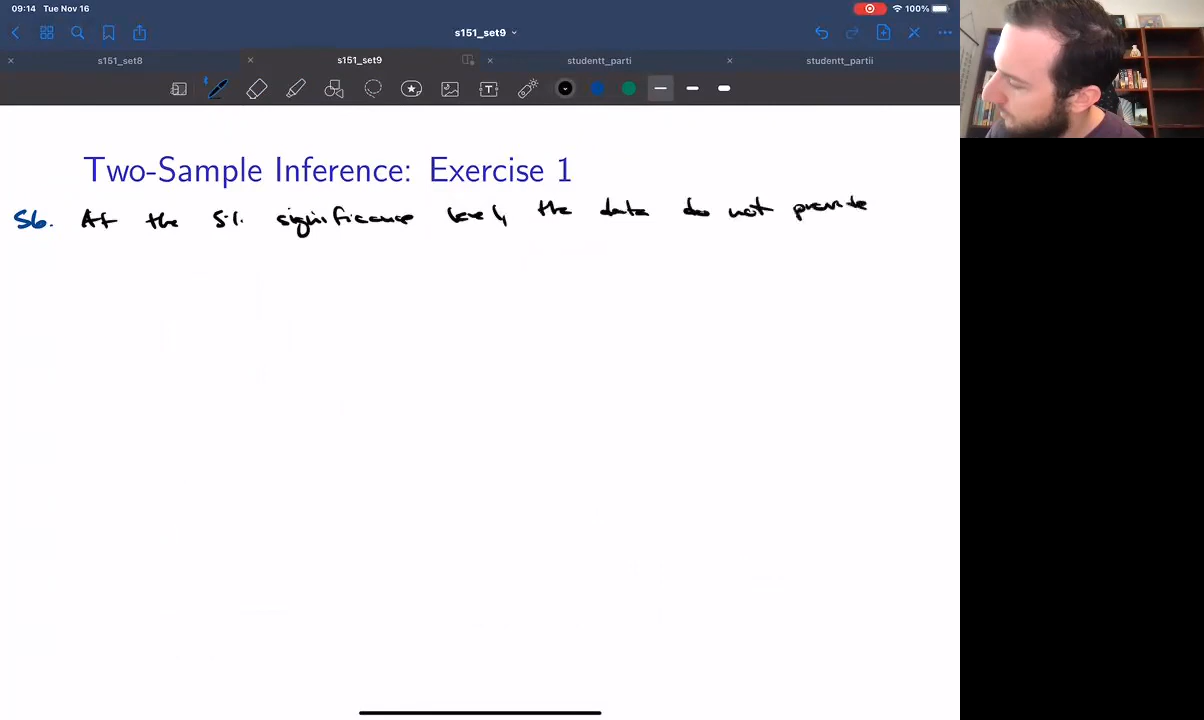 09:14 Tue Nov 16
100%
s151_set9
s151_set8
s151_set9
studentt_parti
studentt_partii
Two-Sample Inference: Exercise 1
S6. At the 5% significance level, the data do not provide